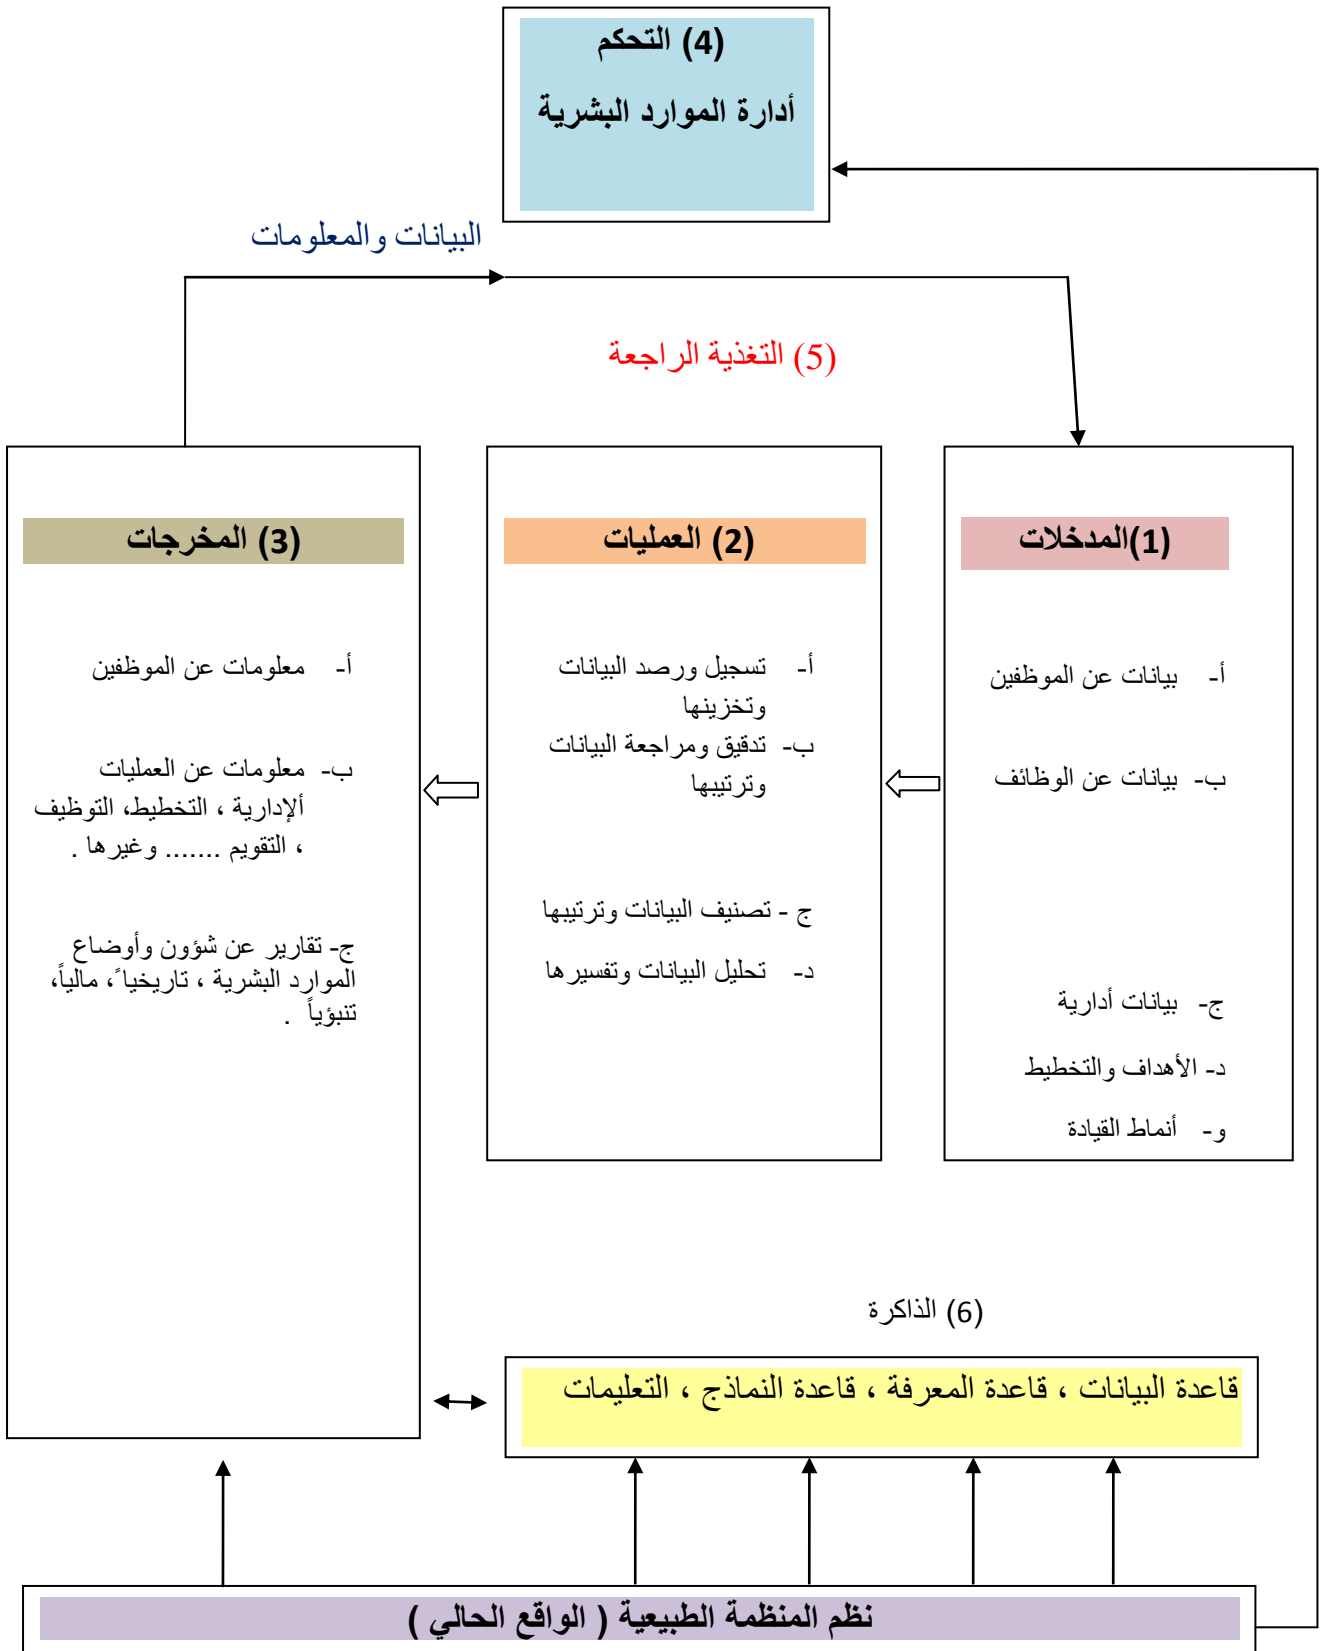 (4) التحكم
أدارة الموارد البشرية
البيانات والمعلومات
(5) التغذية الراجعة
(1)المدخلات
أ- بيانات عن الموظفين
ب- بيانات عن الوظائف
ج- بيانات أدارية
د- الأهداف والتخطيط
و- أنماط القيادة
(2) العمليات
أ- تسجيل ورصد البيانات
وتخزينها
ب- تدقيق ومراجعة البيانات
وترتيبها
ج - تصنيف البيانات وترتيبها
د- تحليل البيانات وتفسيرها
(3) المخرجات
أ- معلومات عن الموظفين
ب- معلومات عن العمليات
ألإدارية ، التخطيط، التوظيف
، التقويم ....... وغيرها .
ج- تقارير عن شؤون وأوضاع
الموارد البشرية ، تاريخيا ً، مالياً،
تنبؤياً .
(6) الذاكرة
قاعدة البيانات ، قاعدة المعرفة ، قاعدة النماذج ، التعليمات
نظم المنظمة الطبيعية ( الواقع الحالي )